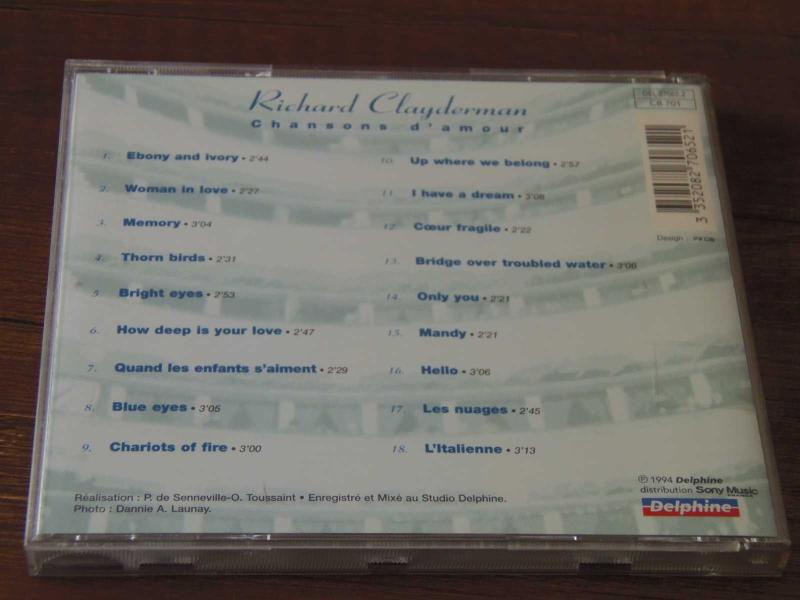 Richard Clayderman
Chansons d'amour
CB 701
1. Ebony and ivory • 2'44
2. Woman in love • 2'27
3. Memory • 3'04
4. Thorn birds • 2'31
5. Bright eyes • 2'53
6. How deep is your love • 2'47
7. Quand les enfants s'aiment • 2'29
8. Blue eyes • 3'05
9. Chariots of fire • 3'00
10. Up where we belong • 2'57
11. I have a dream • 3'08
12. Cœur fragile • 2'22
13. Bridge over troubled water • 3'06
14. Only you • 2'21
15. Mandy • 2'21
16. Hello • 3'06
17. Les nuages • 2'45
18. L'Italienne • 3'13
3 352082 706521
Design :
Réalisation : P. de Senneville-O. Toussaint • Enregistré et Mixé au Studio Delphine.
Photo : Dannie A. Launay.
℗ 1994 Delphine
distribution Sony Music
FRANCE
Delphine